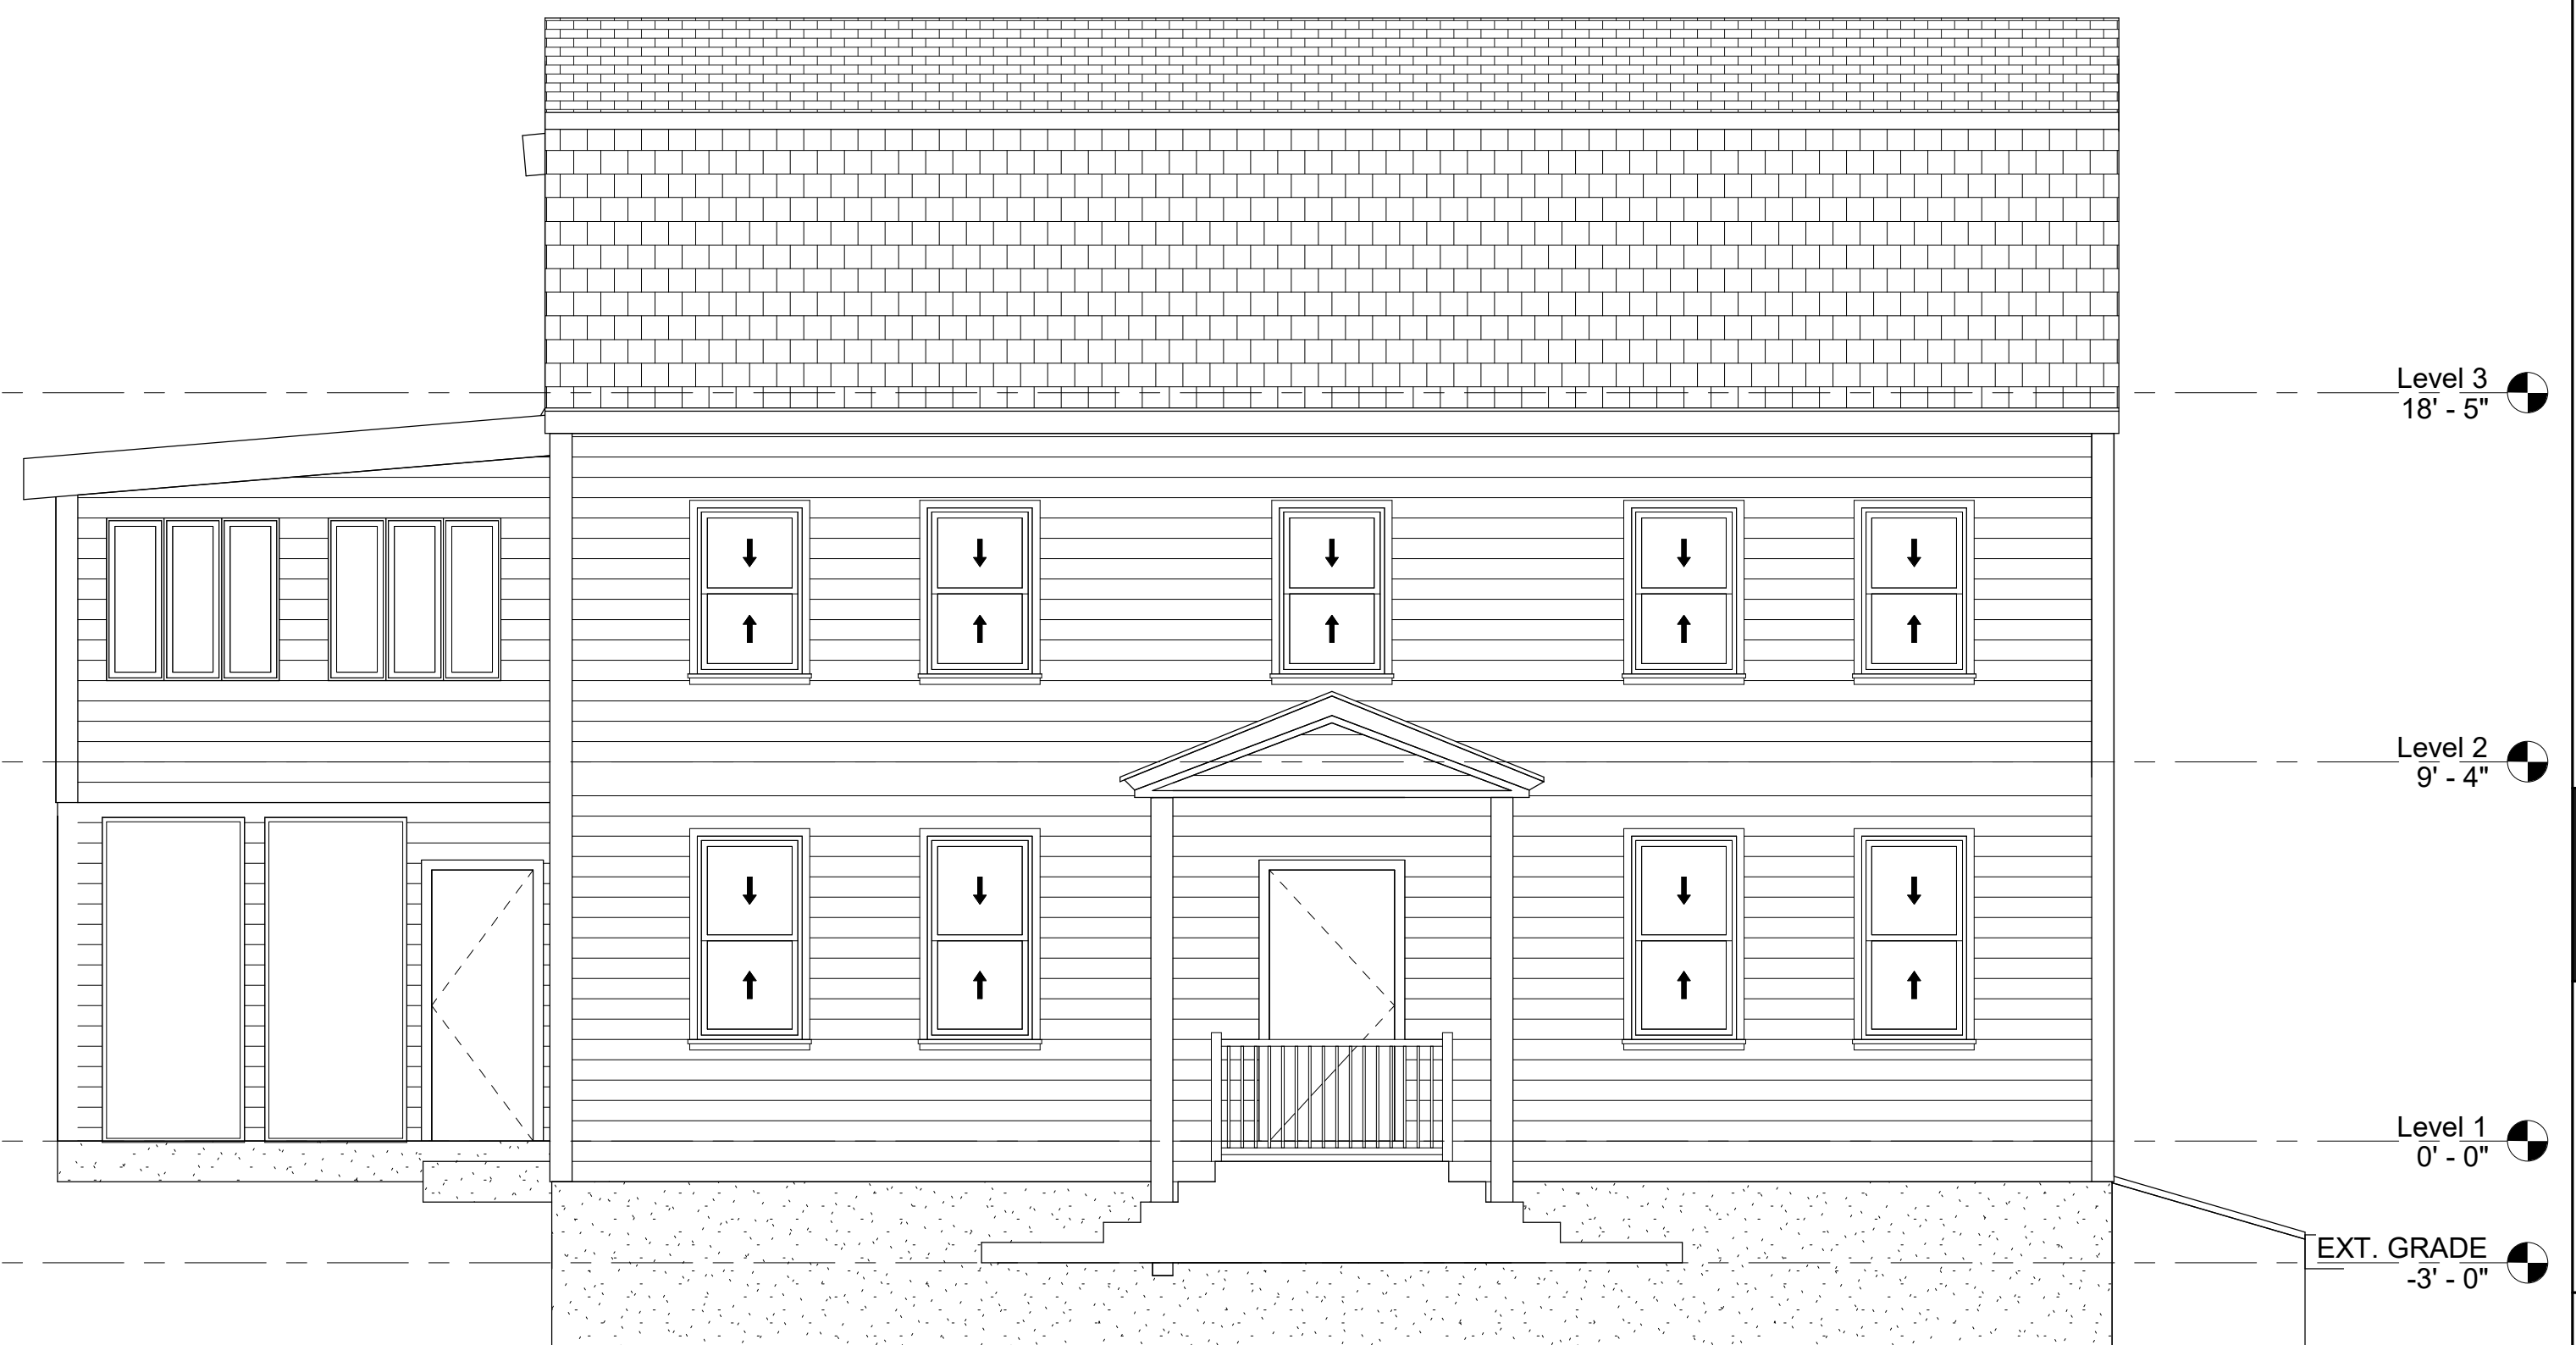 Level 3
18' - 5"
Level 2
9' - 4"
Level 1
0' - 0"
EXT. GRADE
-3' - 0"